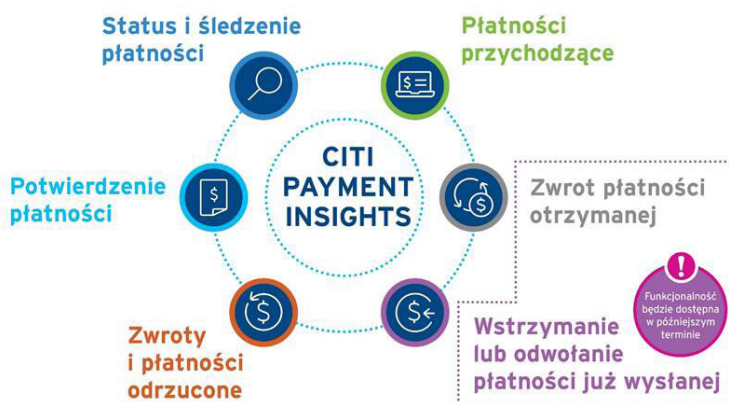 Status i śledzenie
płatności
Płatności
przychodzące
CITI
PAYMENT
INSIGHTS
Potwierdzenie
płatności
Zwrot płatności
otrzymanej
Zwroty
i płatności
odrzucone
Wstrzymanie
lub odwołanie
płatności już wysłanej
!
Funkcjonalność
będzie dostępna
w późniejszym
terminie